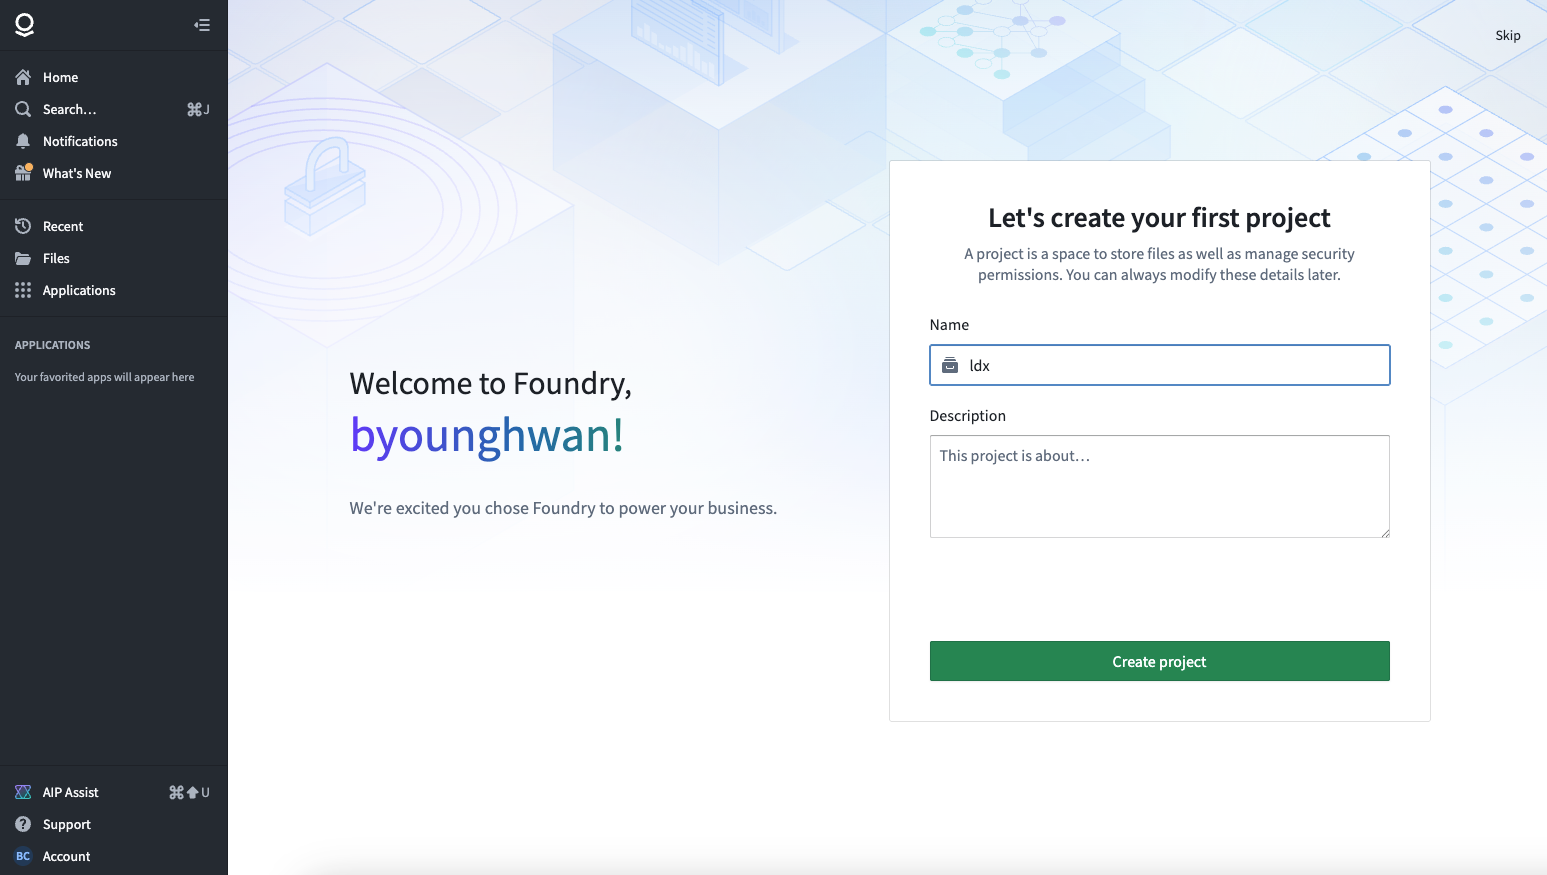 Home
Search…
⌘J
Notifications
What's New
Recent
Files
Applications
APPLICATIONS
Your favorited apps will appear here
AIP Assist
⌘⬆U
Support
BC
Account
Skip
Welcome to Foundry,
byounghwan!
We're excited you chose Foundry to power your business.
Let's create your first project
A project is a space to store files as well as manage security
permissions. You can always modify these details later.
Name
ldx
Description
This project is about…
Create project